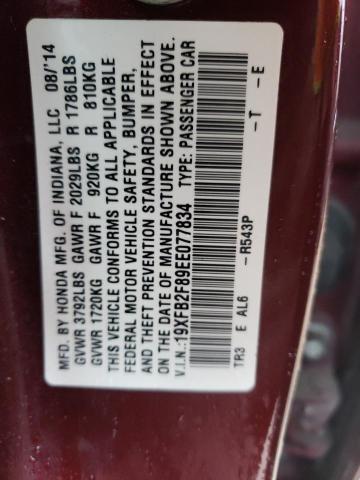 MFD. BY HONDA MFG. OF INDIANA, LLC 08/'14
GVWR 3792LBS GAWR F 2029LBS R 1786LBS
GVWR 1720KG GAWR F 920KG R 810KG
THIS VEHICLE CONFORMS TO ALL APPLICABLE
FEDERAL MOTOR VEHICLE SAFETY, BUMPER,
AND THEFT PREVENTION STANDARDS IN EFFECT
ON THE DATE OF MANUFACTURE SHOWN ABOVE.
V.I.N.:19XFB2F89EE077834 TYPE: PASSENGER CAR
-R543P -T -E
TR3 E AL6